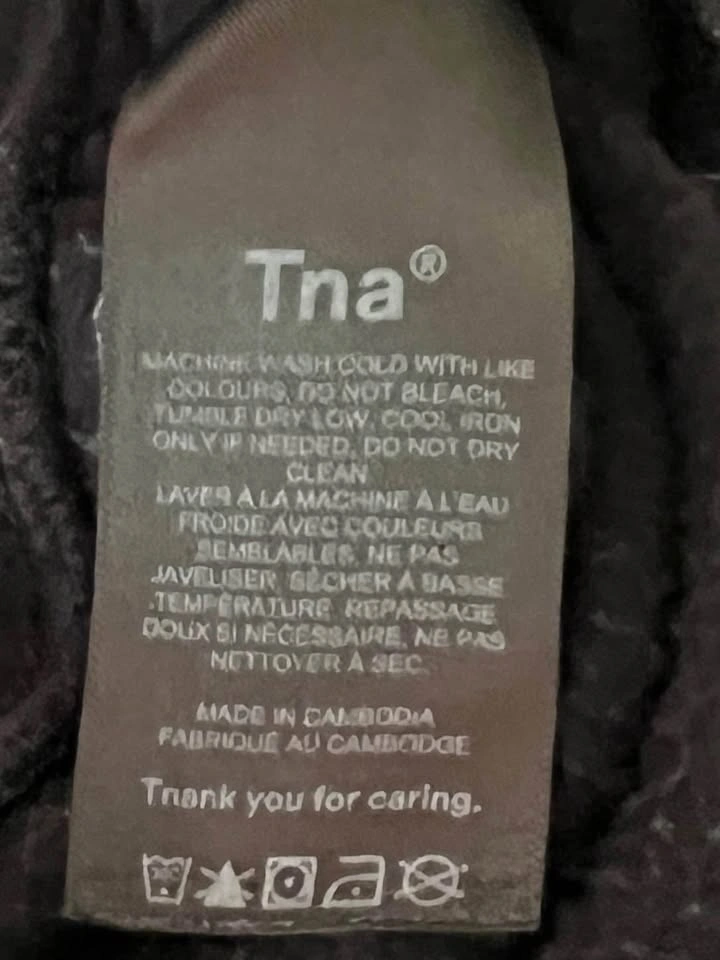 Tna®
MACHINE WASH COLD WITH LIKE
COLOURS, DO NOT BLEACH,
TUMBLE DRY LOW, COOL IRON
ONLY IF NEEDED, DO NOT DRY
CLEAN
LAVER À LA MACHINE À L'EAU
FROIDE AVEC COULEURS
SEMBLABLES, NE PAS
JAVELISER, SÉCHER À BASSE
TEMPÉRATURE, REPASSAGE
DOUX SI NÉCESSAIRE, NE PAS
NETTOYER À SEC.
MADE IN CAMBODIA
FABRIQUÉ AU CAMBODGE
Thank you for caring.